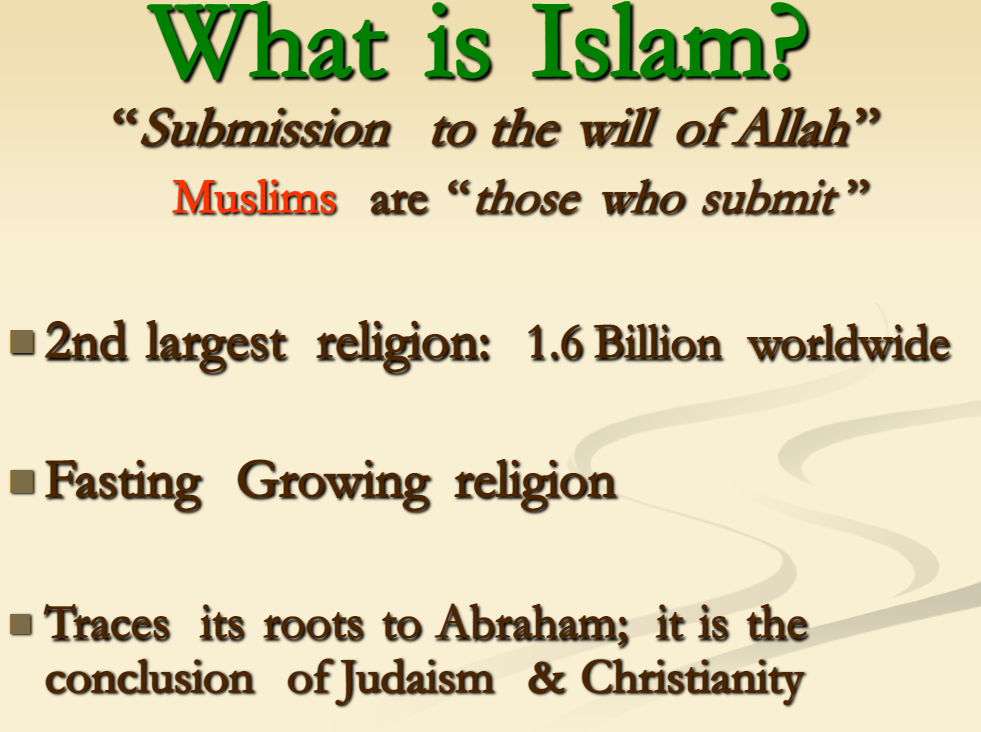 What is Islam?
“Submission to the will of Allah”
Muslims are “those who submit”
2nd largest religion: 1.6 Billion worldwide
Fasting Growing religion
Traces its roots to Abraham; it is the
conclusion of Judaism & Christianity